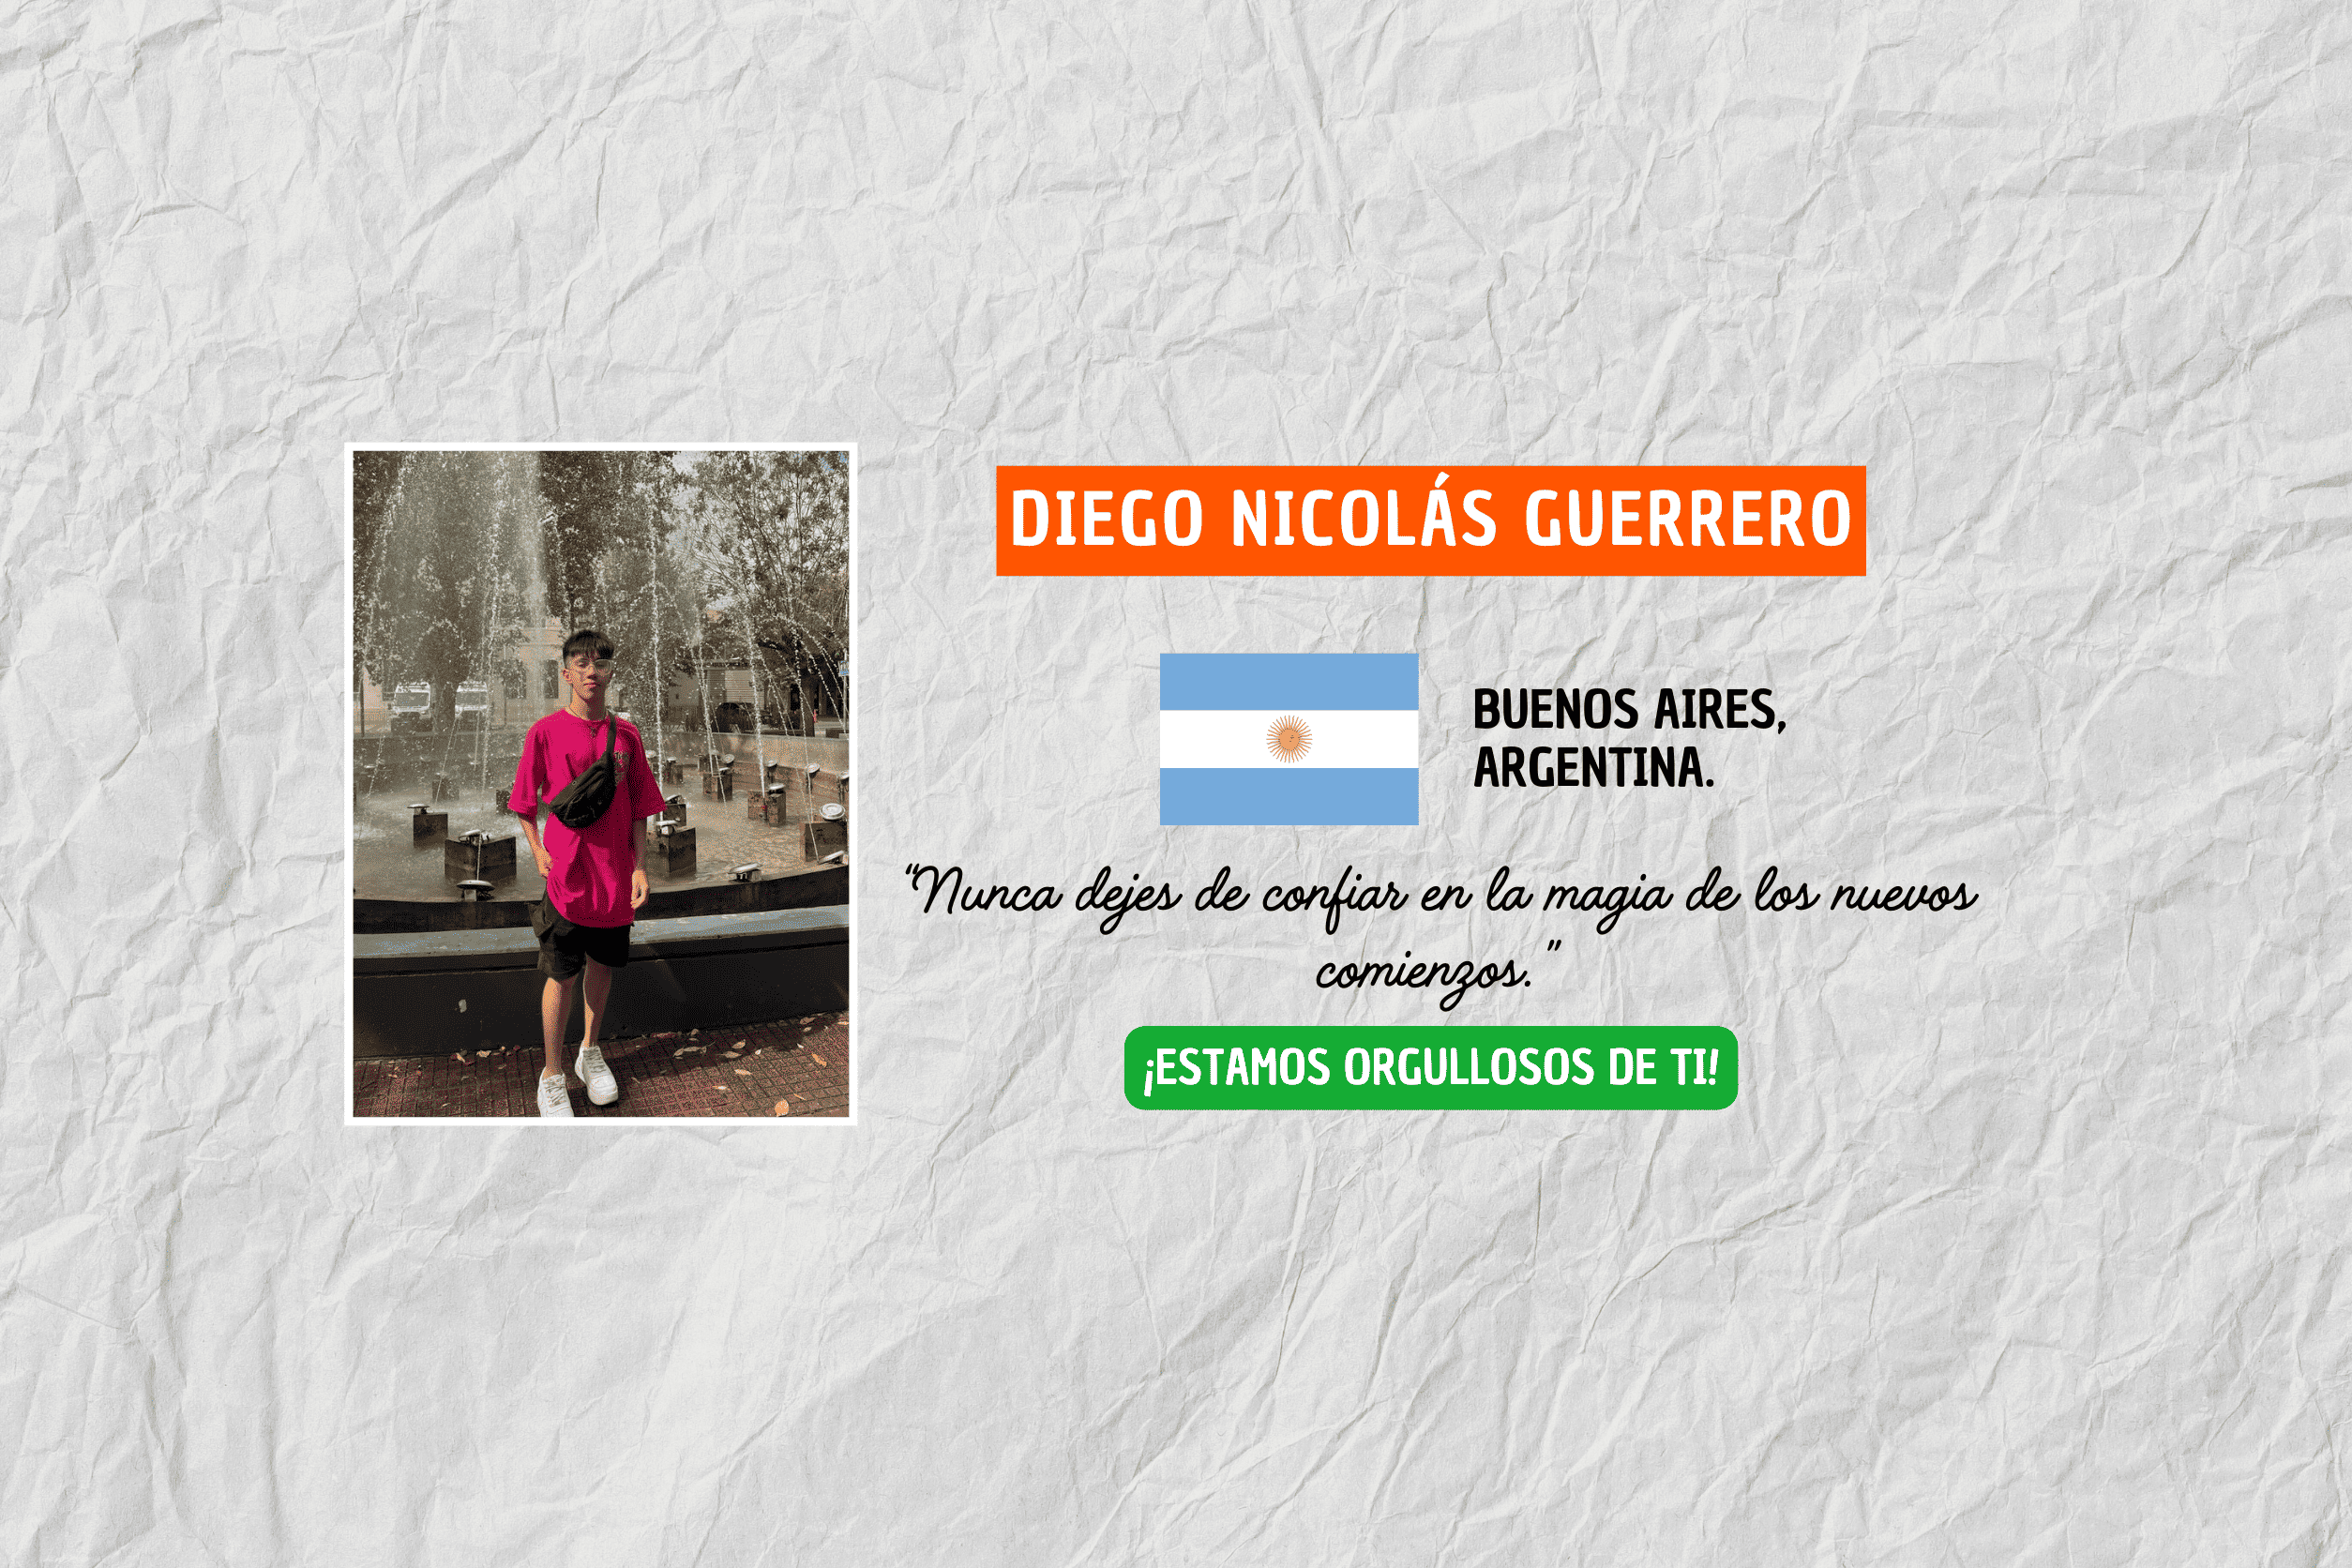 DIEGO NICOLÁS GUERRERO
BUENOS AIRES,
ARGENTINA.
“Nunca dejes de confiar en la magia de los nuevos
comienzos.”
¡ESTAMOS ORGULLOSOS DE TI!